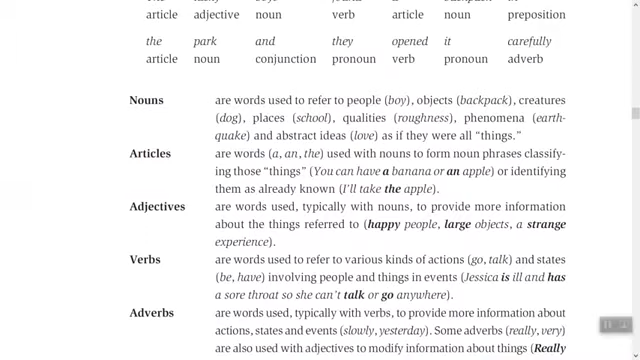 article adjective noun verb article noun preposition
the park and they opened it carefully
article noun conjunction pronoun verb pronoun adverb
Nouns are words used to refer to people (boy), objects (backpack), creatures
(dog), places (school), qualities (roughness), phenomena (earth-
quake) and abstract ideas (love) as if they were all “things.”
Articles are words (a, an, the) used with nouns to form noun phrases classify-
ing those “things” (You can have a banana or an apple) or identifying
them as already known (I’ll take the apple).
Adjectives are words used, typically with nouns, to provide more information
about the things referred to (happy people, large objects, a strange
experience).
Verbs are words used to refer to various kinds of actions (go, talk) and states
(be, have) involving people and things in events (Jessica is ill and has
a sore throat so she can’t talk or go anywhere).
Adverbs are words used, typically with verbs, to provide more information about
actions, states and events (slowly, yesterday). Some adverbs (really, very)
are also used with adjectives to modify information about things (Really